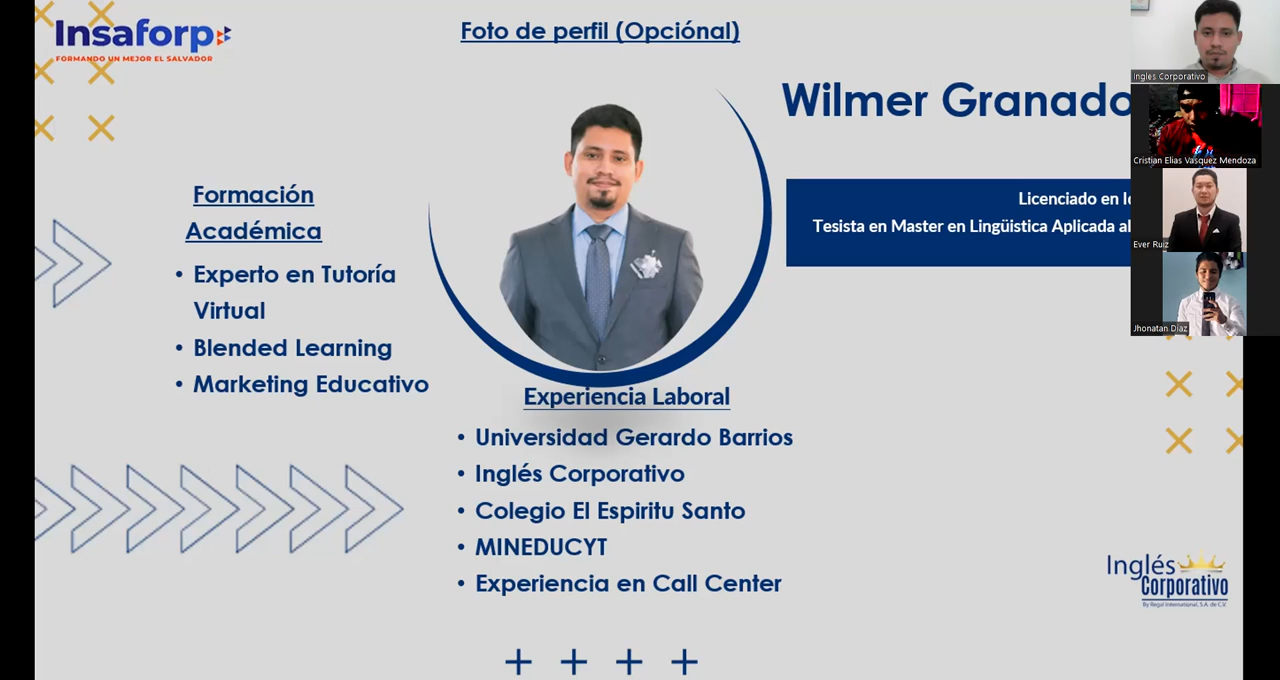 Insaforp
FORMANDO UN MEJOR EL SALVADOR
Foto de perfil (Opciónal)
Wilmer Granado
Licenciado en
Tesista en Master en Lingüistica Aplicada al
Formación
Académica
• Experto en Tutoría
Virtual
• Blended Learning
• Marketing Educativo
Experiencia Laboral
• Universidad Gerardo Barrios
• Inglés Corporativo
• Colegio El Espiritu Santo
• MINEDUCYT
• Experiencia en Call Center
Ingles Corporativo
Cristian Elias Vasquez Mendoza
Ever Ruiz
Jhonatan Diaz
Inglés
Corporativo
By Regal International, S.A. de C.V.